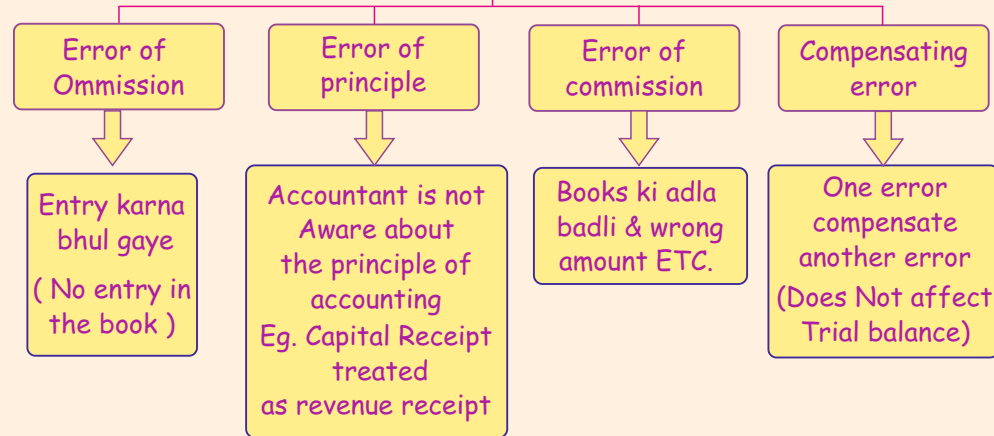 Error of
Ommission
Error of
principle
Error of
commission
Compensating
error
Entry karna
bhul gaye
( No entry in
the book )
Accountant is not
Aware about
the principle of
accounting
Eg. Capital Receipt
treated
as revenue receipt
Books ki adla
badli & wrong
amount ETC.
One error
compensate
another error
(Does Not affect
Trial balance)